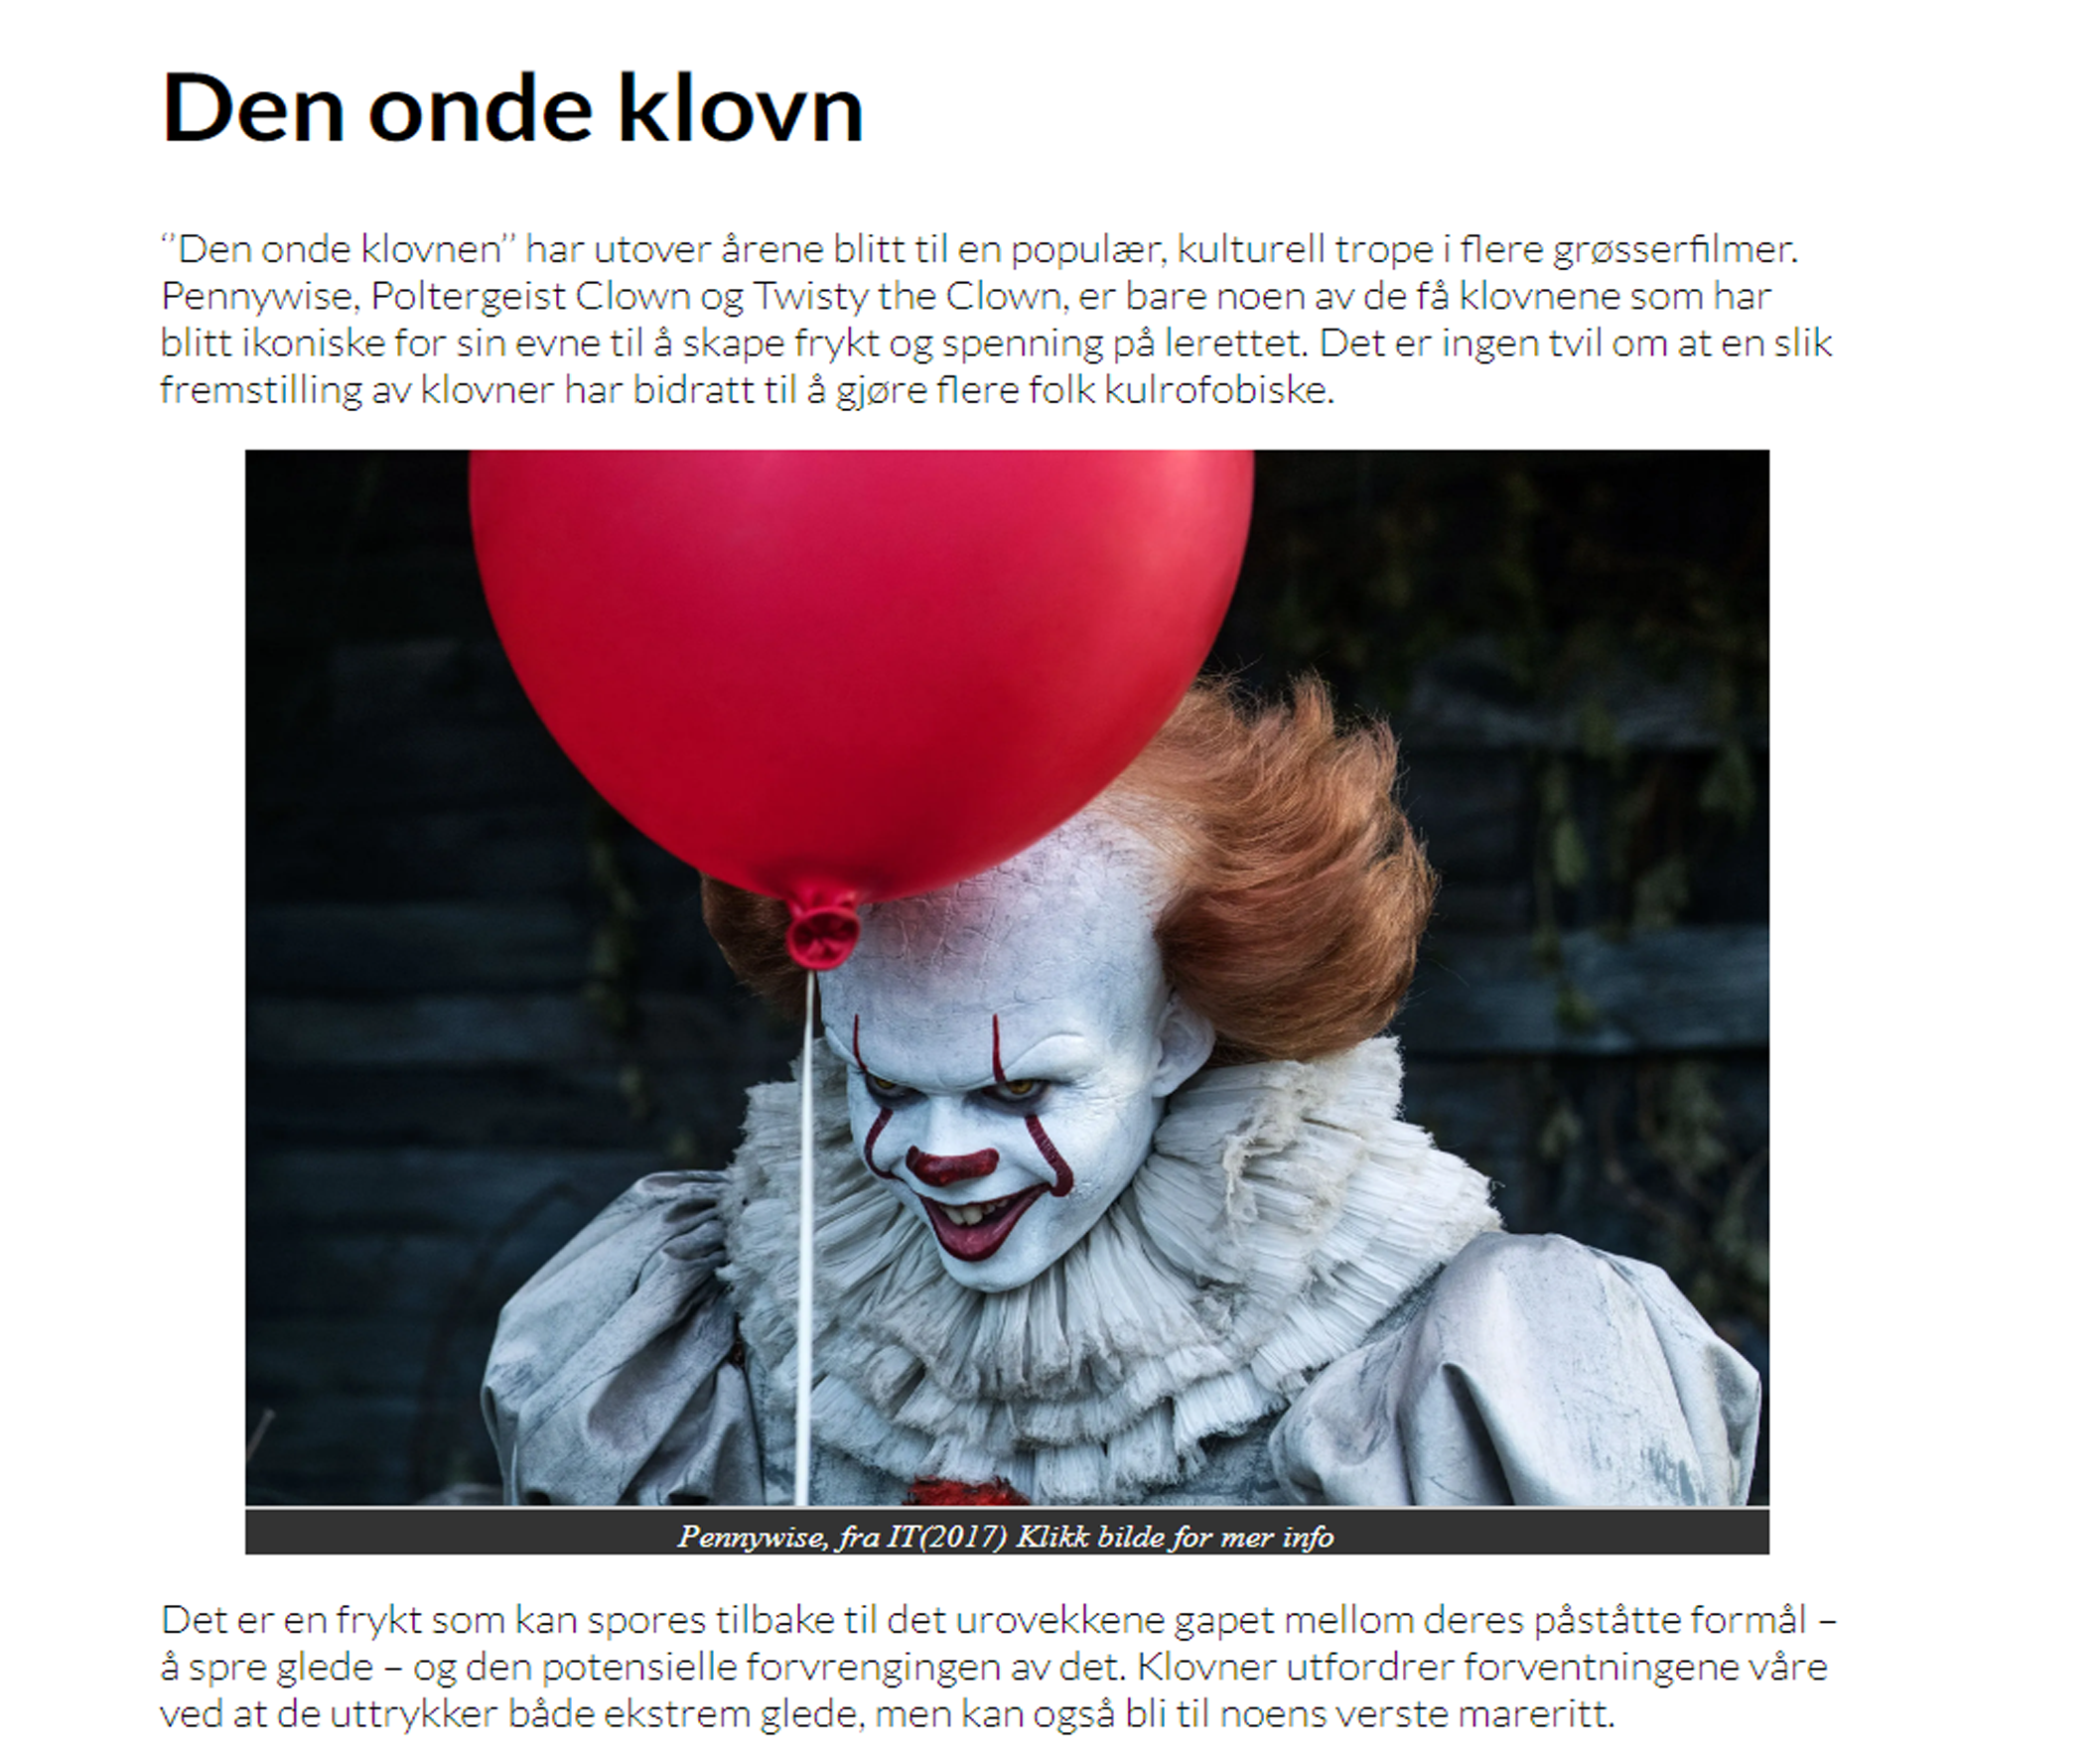 Den onde klovn
‘’Den onde klovnen’’ har utover årene blitt til en populær, kulturell trope i flere grøsserfilmer.
Pennywise, Poltergeist Clown og Twisty the Clown, er bare noen av de få klovnene som har
blitt ikoniske for sin evne til å skape frykt og spenning på lerettet. Det er ingen tvil om at en slik
fremstilling av klovner har bidratt til å gjøre flere folk kulrofobiske.
Pennywise, fra IT(2017) Klikk bilde for mer info
Det er en frykt som kan spores tilbake til det urovekkene gapet mellom deres påståtte formål –
å spre glede – og den potensielle forvrengingen av det. Klovner utfordrer forventningene våre
ved at de uttrykker både ekstrem glede, men kan også bli til noens verste mareritt.